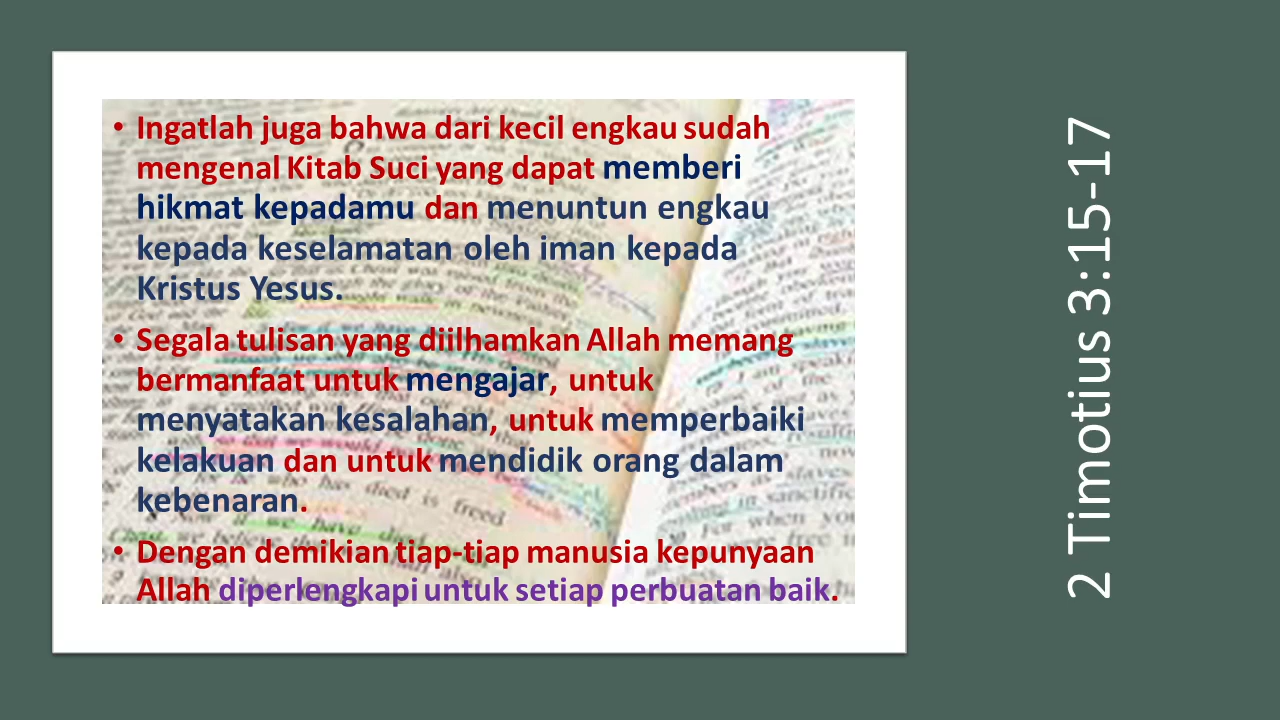 • Ingatlah juga bahwa dari kecil engkau sudah
mengenal Kitab Suci yang dapat memberi
hikmat kepadamu dan menuntun engkau
kepada keselamatan oleh iman kepada
Kristus Yesus.
• Segala tulisan yang diilhamkan Allah memang
bermanfaat untuk mengajar, untuk
menyatakan kesalahan, untuk memperbaiki
kelakuan dan untuk mendidik orang dalam
kebenaran.
• Dengan demikian tiap-tiap manusia kepunyaan
Allah diperlengkapi untuk setiap perbuatan baik.
2 Timotius 3:15-17